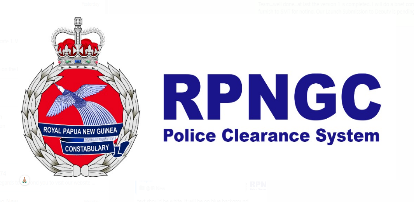 RPNGC
Police Clearance System
ROYAL PAPUA NEW GUINEA
CONSTABULARY